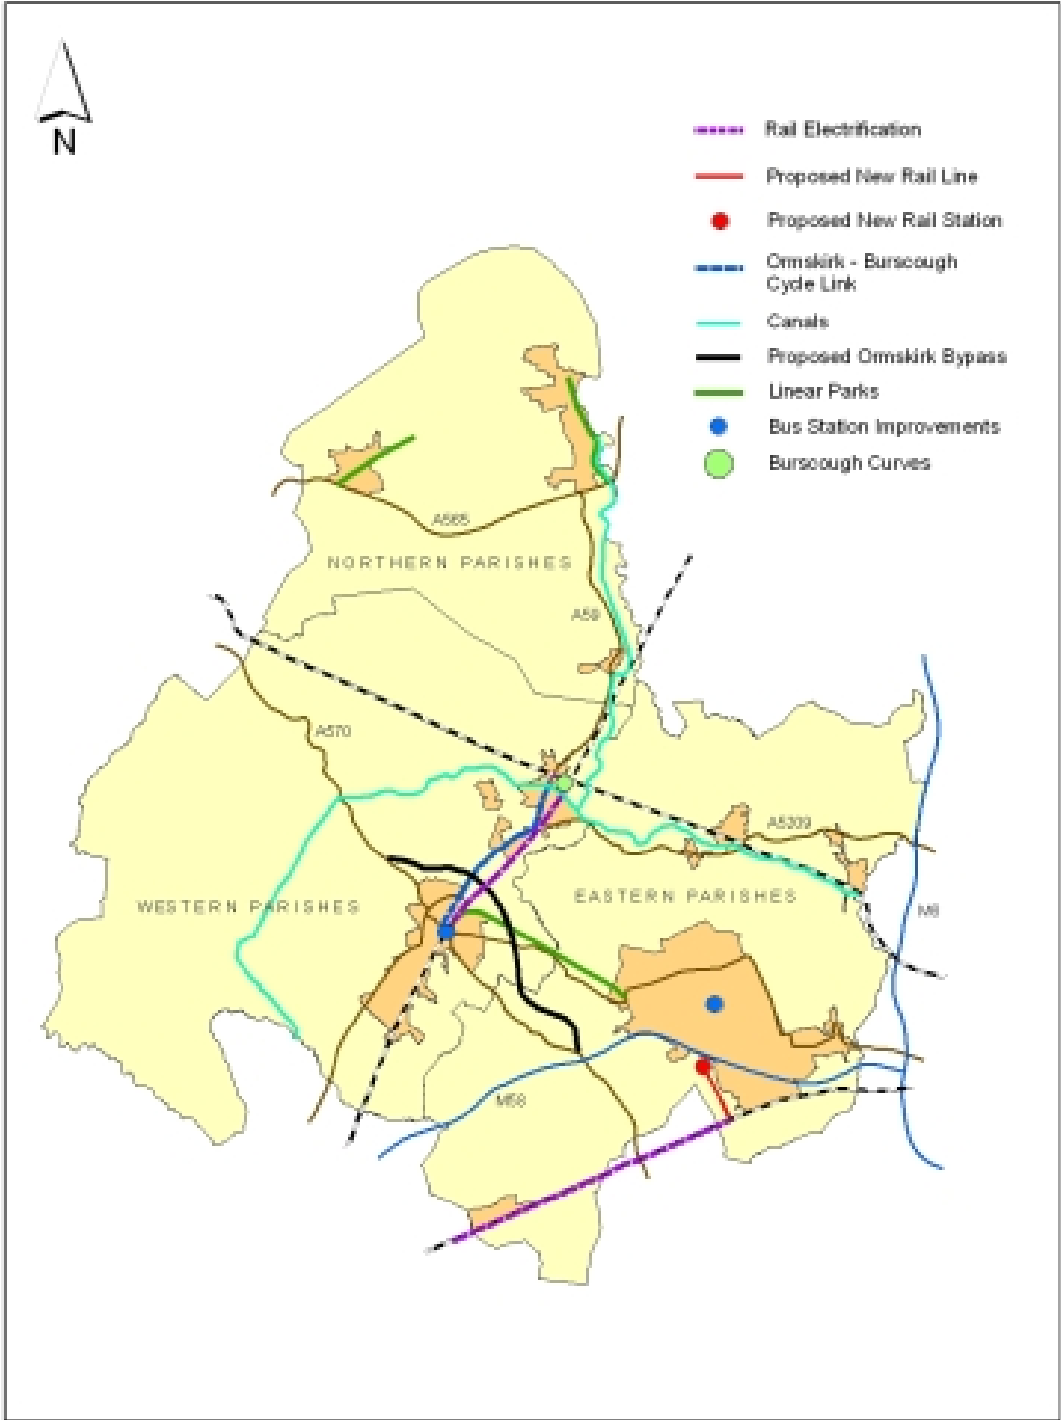 N
Rail Electrification
Proposed New Rail Line
Proposed New Rail Station
Ormskirk - Burscough
Cycle Link
Canals
Proposed Ormskirk Bypass
Linear Parks
Bus Station Improvements
Burscough Curves
A565
NORTHERN PARISHES
A59
A570
A5209
EASTERN PARISHES
WESTERN PARISHES
M6
M58